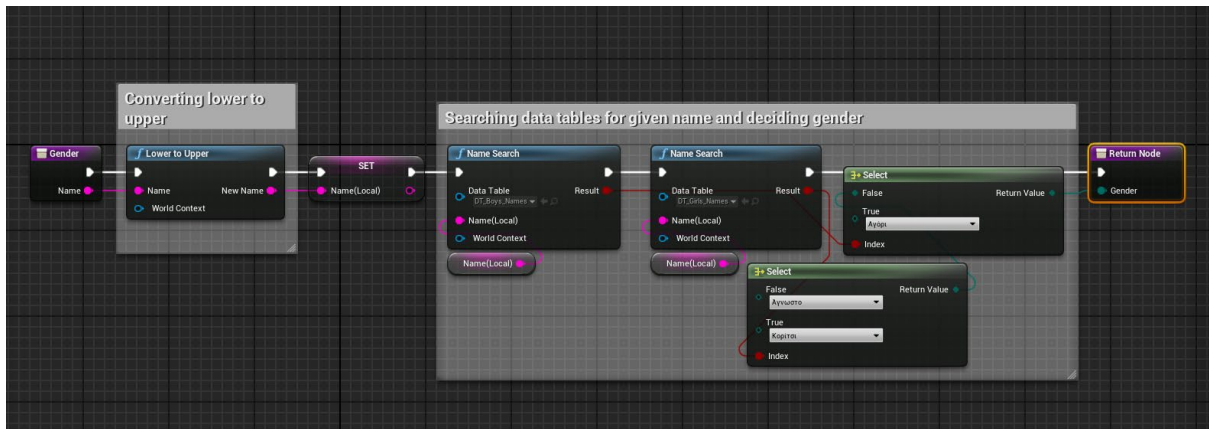 Converting lower to
upper
Searching data tables for given name and deciding gender
Gender
Name
Lower to Upper
Name New Name
World Context
SET
Name(Local)
Name Search
Data Table Result
DT_Boys_Names
Name(Local)
World Context
Name(Local)
Name Search
Data Table Result
DT_Girls_Names
Name(Local)
World Context
Name(Local)
Select
False Return Value
True
Αγόρι
Index
Select
False Return Value
Άγνωστο
True
Κορίτσι
Index
Return Node
Gender